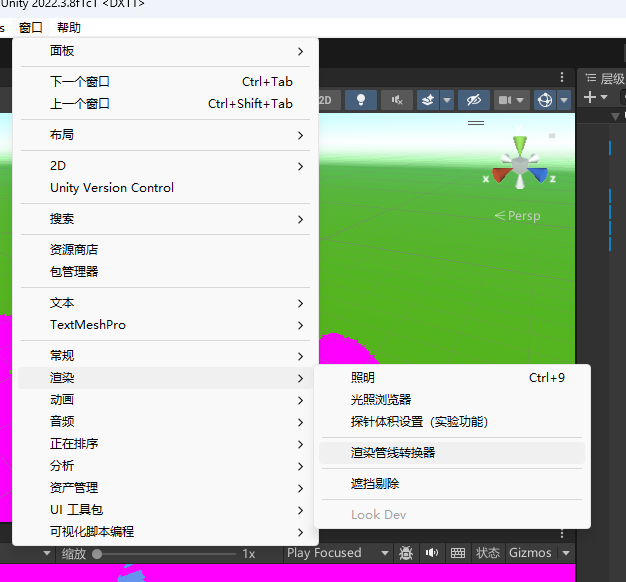 Unity 2022.3.8f1c1 <DX11>
s 窗口 帮助
面板
下一个窗口 Ctrl+Tab
上一个窗口 Ctrl+Shift+Tab
布局
2D
Unity Version Control
搜索
资源商店
包管理器
文本
TextMeshPro
常规
渲染
动画
音频
正在排序
分析
资产管理
UI 工具包
可视化脚本编程
照明 Ctrl+9
光照浏览器
探针体积设置（实验功能）
渲染管线转换器
遮挡剔除
Look Dev
层级
2D
x z
Persp
缩放 1x Play Focused 状态 Gizmos